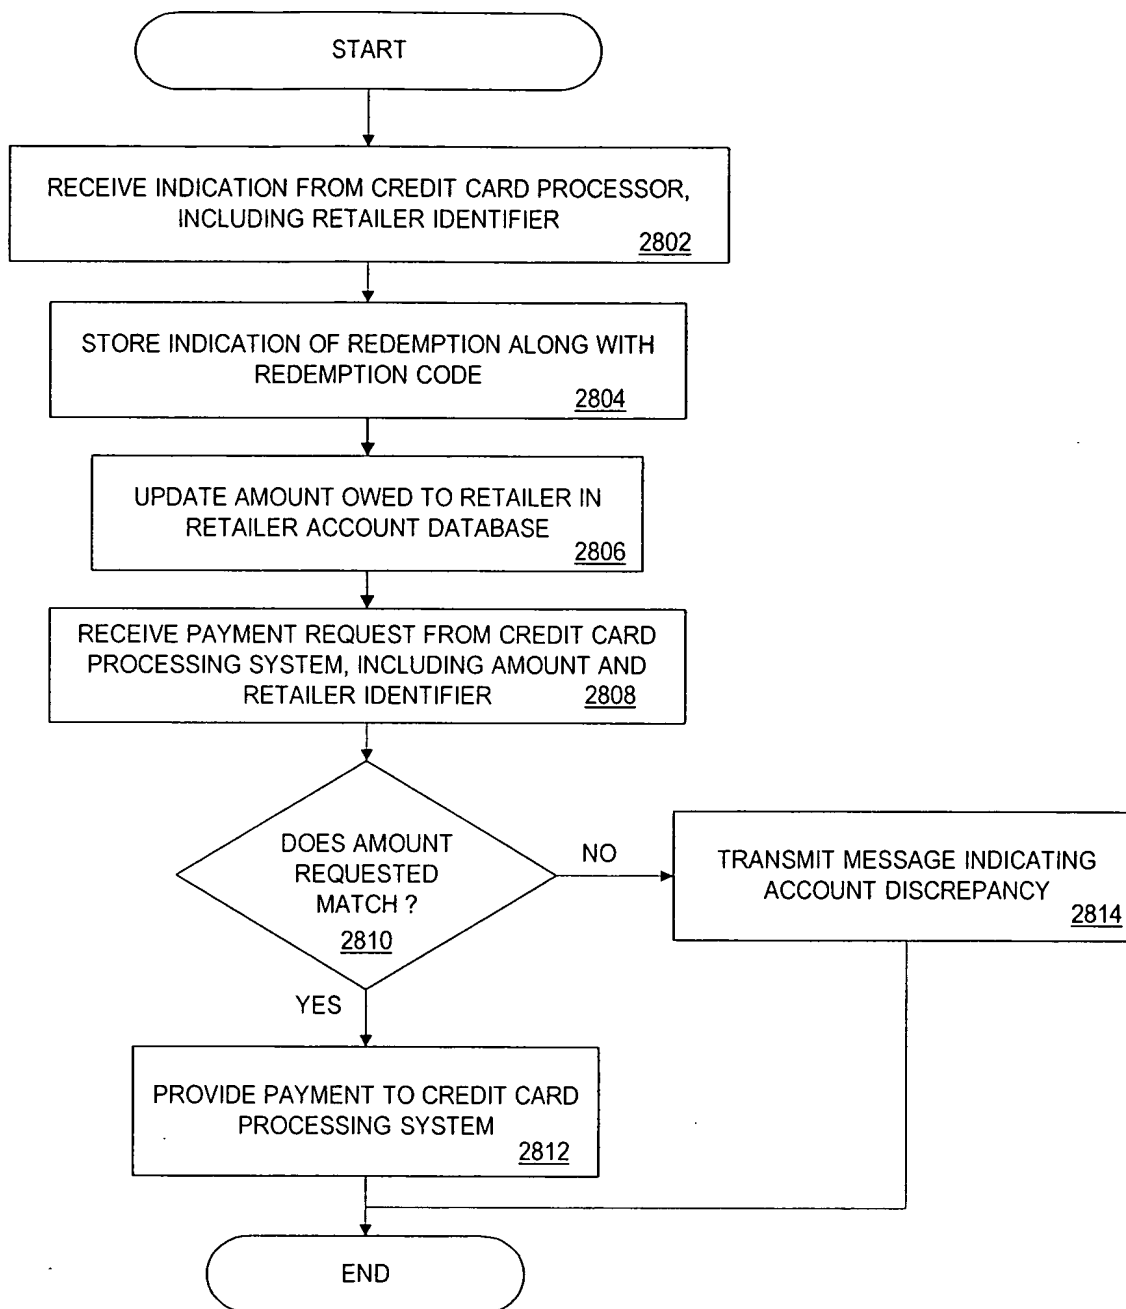 START
RECEIVE INDICATION FROM CREDIT CARD PROCESSOR,
INCLUDING RETAILER IDENTIFIER
2802
STORE INDICATION OF REDEMPTION ALONG WITH
REDEMPTION CODE
2804
UPDATE AMOUNT OWED TO RETAILER IN
RETAILER ACCOUNT DATABASE
2806
RECEIVE PAYMENT REQUEST FROM CREDIT CARD
PROCESSING SYSTEM, INCLUDING AMOUNT AND
RETAILER IDENTIFIER 2808
DOES AMOUNT
REQUESTED
MATCH ?
2810
NO
TRANSMIT MESSAGE INDICATING
ACCOUNT DISCREPANCY
2814
YES
PROVIDE PAYMENT TO CREDIT CARD
PROCESSING SYSTEM
2812
END